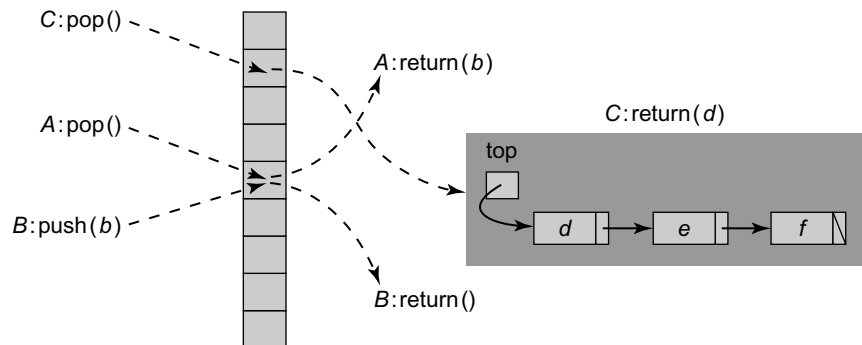 C:pop()
A:return(b)
A:pop()
C:return(d)
top
B:push(b)
d
e
f
B:return()